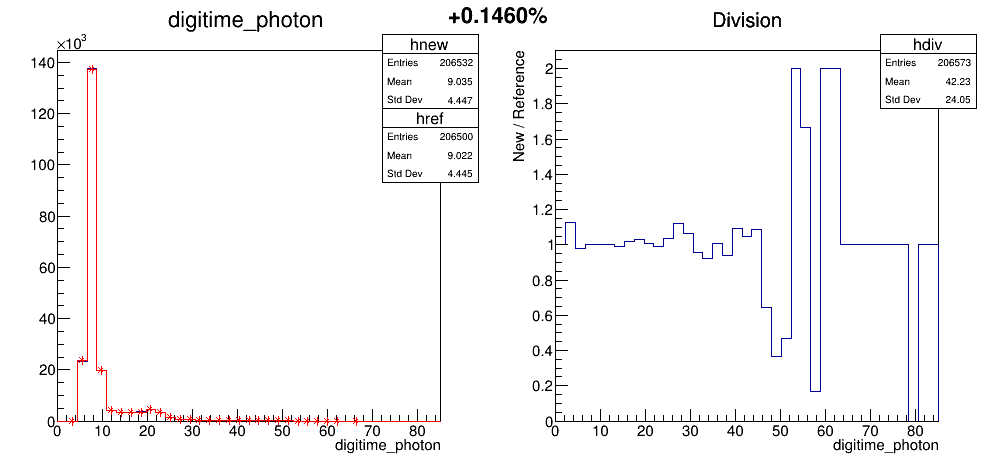 +0.1460%
digitime_photon
×10³
hnew
Entries 206532
Mean 9.035
Std Dev 4.447
href
Entries 206500
Mean 9.022
Std Dev 4.445
140
120
100
80
60
40
20
0
0 10 20 30 40 50 60 70 80
digitime_photon
Division
hdiv
Entries 206573
Mean 42.23
Std Dev 24.05
New / Reference
2
1.8
1.6
1.4
1.2
1
0.8
0.6
0.4
0.2
0
0 10 20 30 40 50 60 70 80
digitime_photon